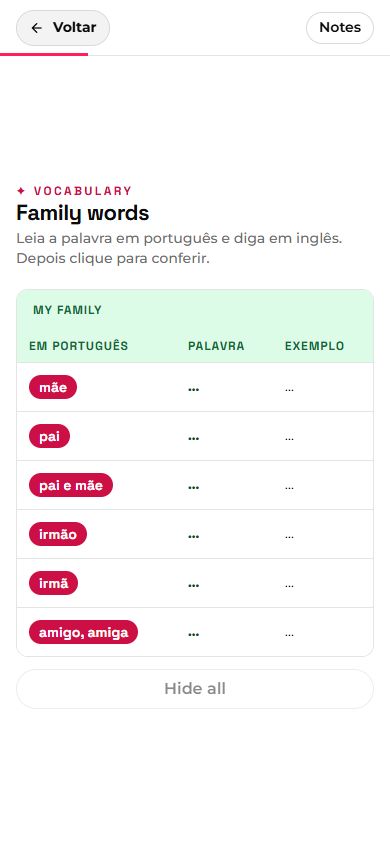 ← Voltar
Notes
✦ VOCABULARY
Family words
Leia a palavra em português e diga em inglês.
Depois clique para conferir.
MY FAMILY
EM PORTUGUÊS PALAVRA EXEMPLO
mãe ... ...
pai ... ...
pai e mãe ... ...
irmão ... ...
irmã ... ...
amigo, amiga ... ...
Hide all